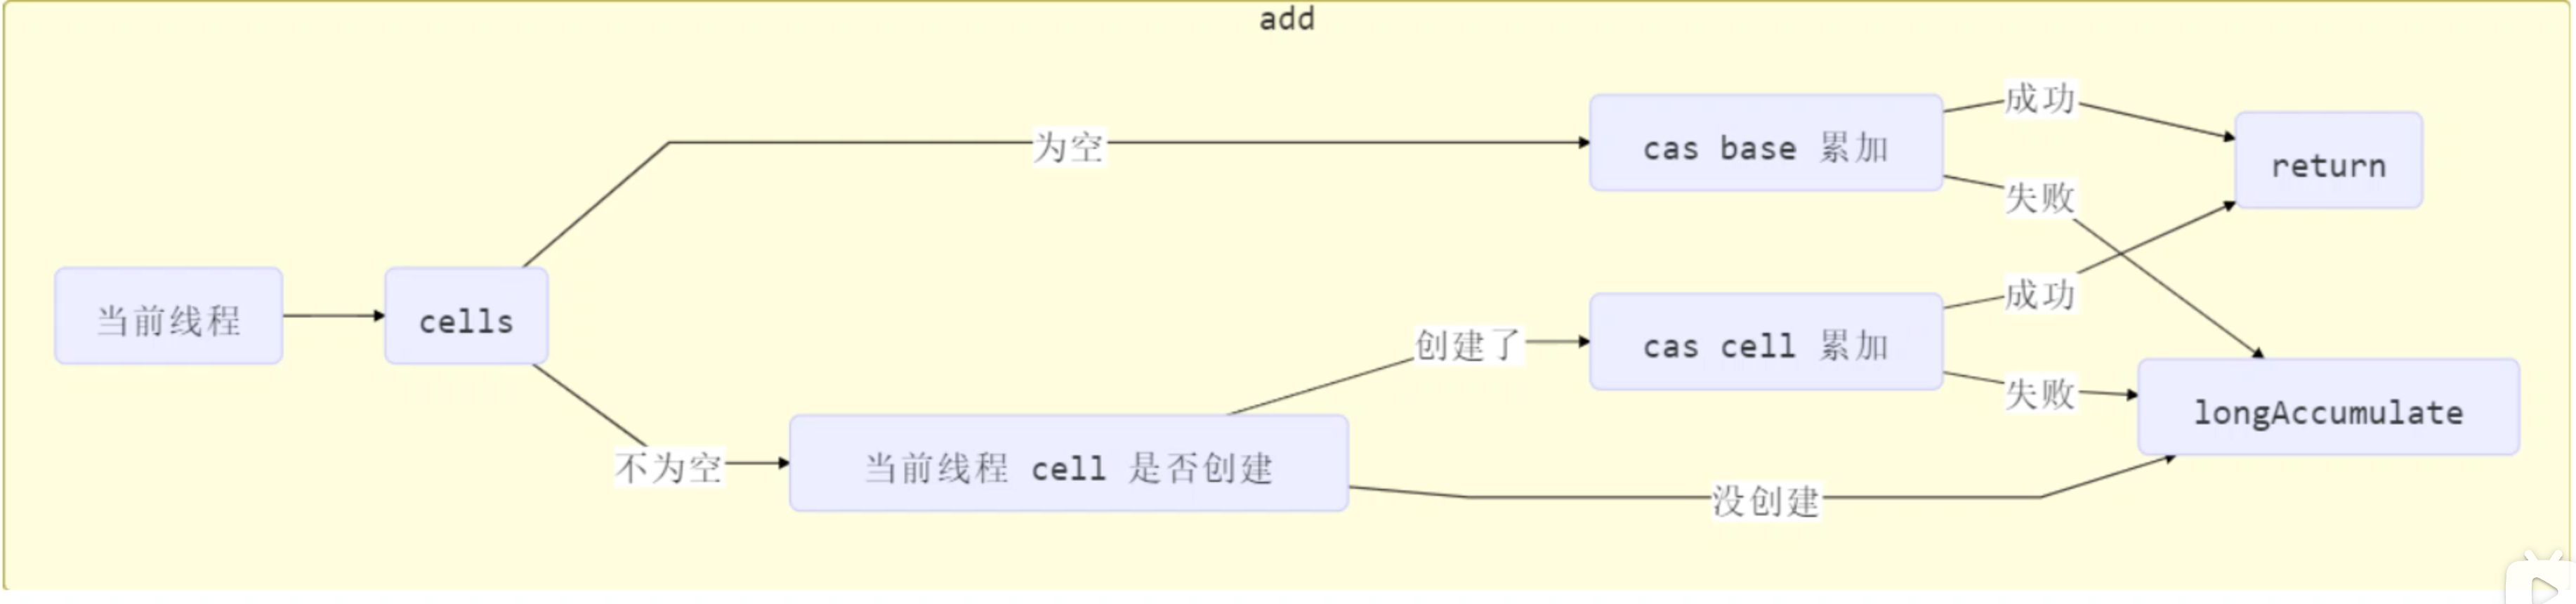 add
当前线程
cells
为空
不为空
当前线程 cell 是否创建
创建了
没创建
cas base 累加
成功
失败
cas cell 累加
成功
失败
return
longAccumulate